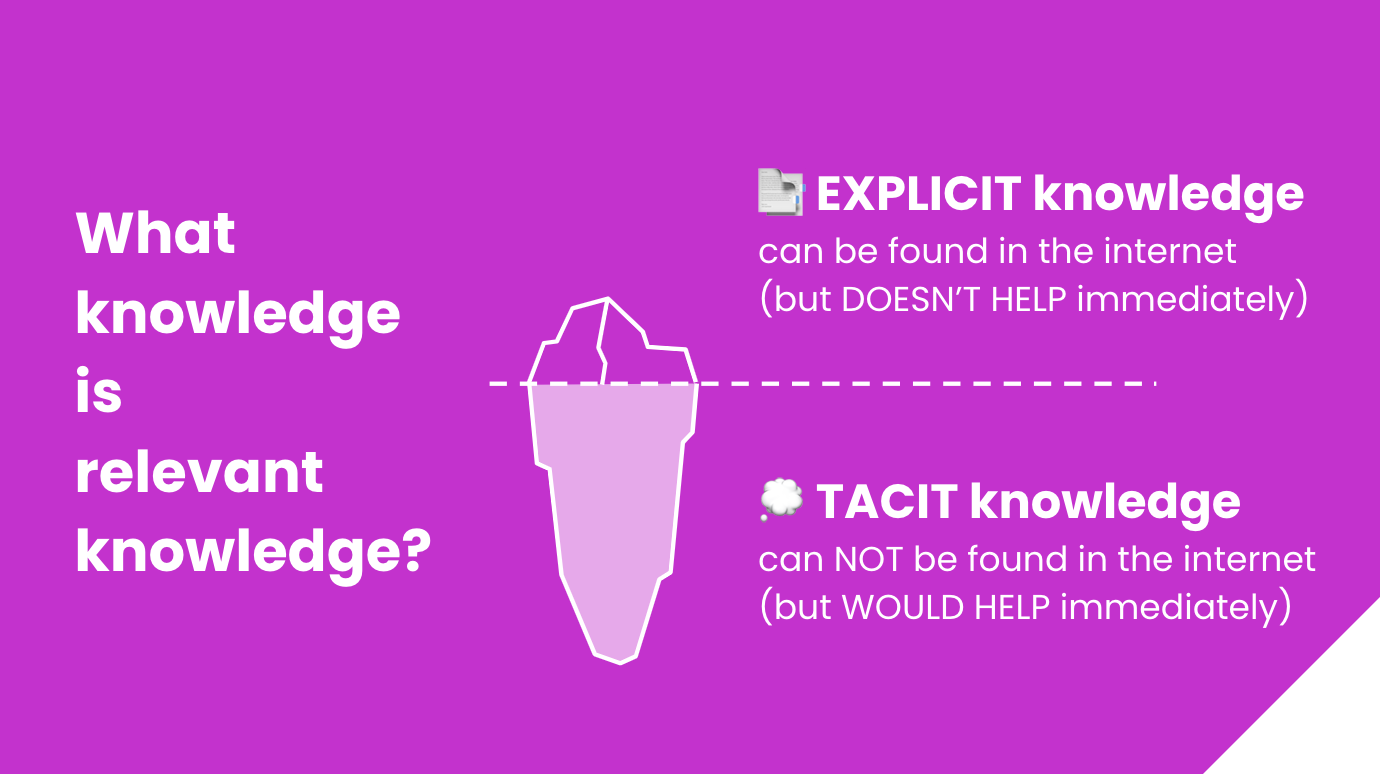 What
knowledge
is
relevant
knowledge?
EXPLICIT knowledge
can be found in the internet
(but DOESN’T HELP immediately)
TACIT knowledge
can NOT be found in the internet
(but WOULD HELP immediately)